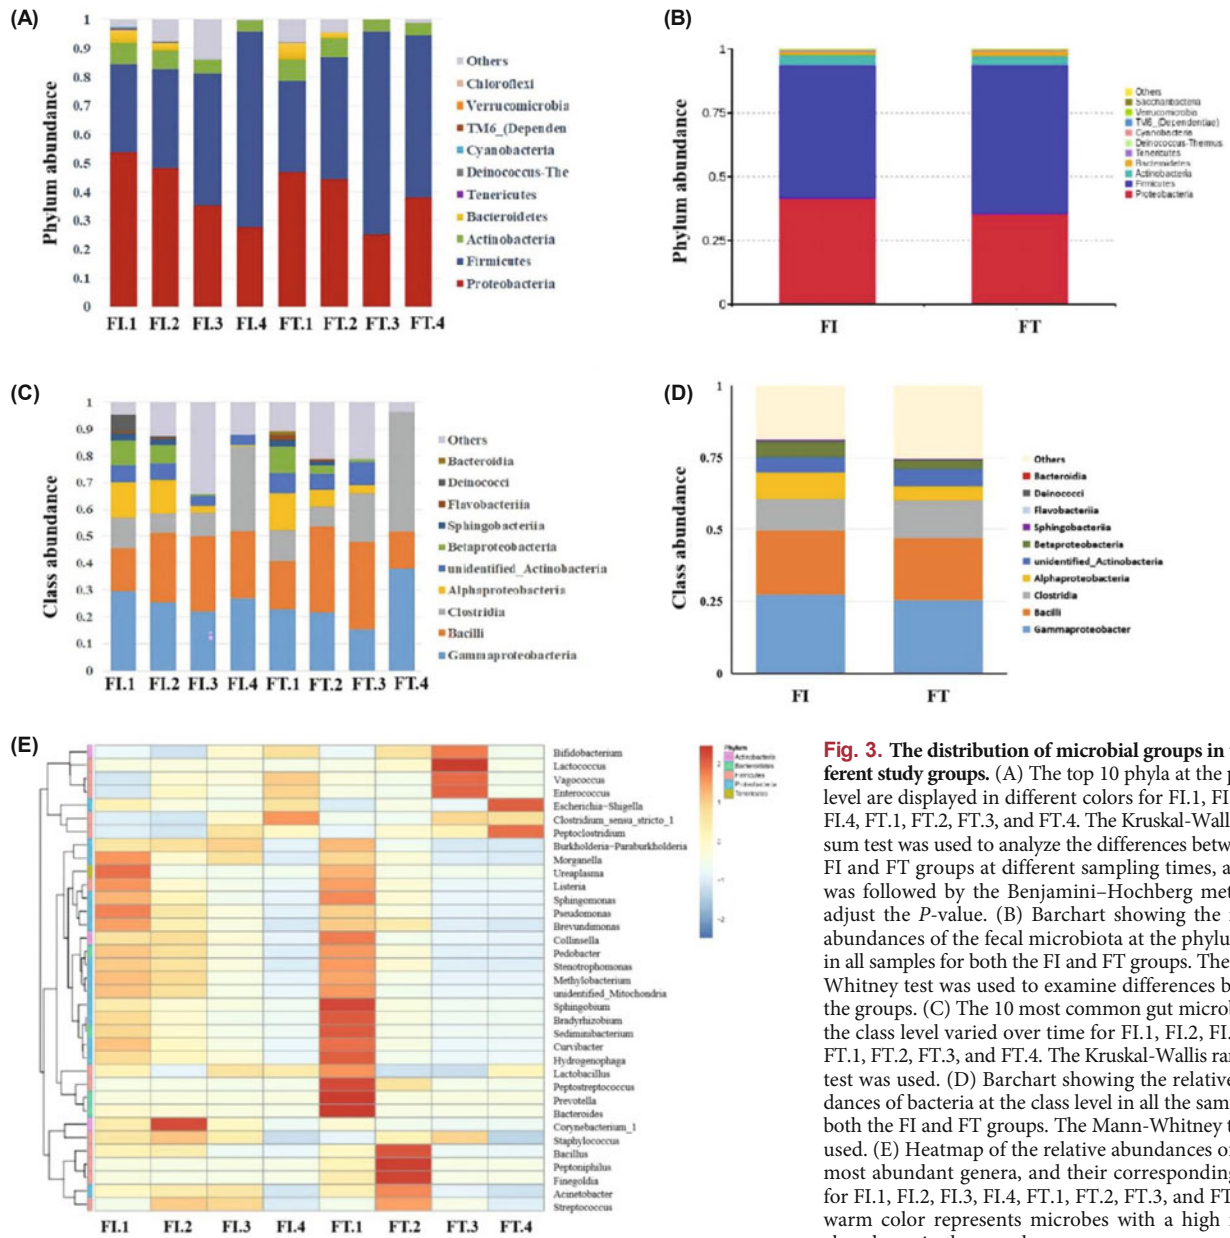 (A)
Phylum abundance
1
0.9
0.8
0.7
0.6
0.5
0.4
0.3
0.2
0.1
0
FI.1 FI.2 FI.3 FI.4 FT.1 FT.2 FT.3 FT.4
Others
Chloroflexi
Verrucomicrobia
TM6_(Dependen
Cyanobacteria
Deinococcus-The
Tenericutes
Bacteroidetes
Actinobacteria
Firmicutes
Proteobacteria
(B)
Phylum abundance
1
0.75
0.5
0.25
0
FI FT
Others
Saccharibacteria
Verrucomicrobia
TM6_(Dependentiae)
Cyanobacteria
Deinococcus-Thermus
Tenericutes
Bacteroidetes
Actinobacteria
Firmicutes
Proteobacteria
(C)
Class abundance
1
0.9
0.8
0.7
0.6
0.5
0.4
0.3
0.2
0.1
0
FI.1 FI.2 FI.3 FI.4 FT.1 FT.2 FT.3 FT.4
Others
Bacteroidia
Deinococci
Flavobacteriia
Sphingobacteriia
Betaproteobacteria
unidentified_Actinobacteria
Alphaproteobacteria
Clostridia
Bacilli
Gammaproteobacteria
(D)
Class abundance
1
0.75
0.5
0.25
0
FI FT
Others
Bacteroidia
Deinococci
Flavobacteriia
Sphingobacteriia
Betaproteobacteria
unidentified_Actinobacteria
Alphaproteobacteria
Clostridia
Bacilli
Gammaproteobacter
(E)
Bifidobacterium
Lactococcus
Vagococcus
Enterococcus
Escherichia-Shigella
Clostridium_sensu_stricto_1
Peptoclostridium
Burkholderia-Paraburkholderia
Morganella
Ureaplasma
Listeria
Sphingomonas
Pseudomonas
Brevundimonas
Collinsella
Pedobacter
Stenotrophomonas
Methylobacterium
unidentified_Mitochondria
Sphingobium
Bradyrhizobium
Sediminibacterium
Curvibacter
Hydrogenophaga
Lactobacillus
Peptostreptococcus
Prevotella
Bacteroides
Corynebacterium_1
Staphylococcus
Bacillus
Peptoniphilus
Finegoldia
Acinetobacter
Streptococcus
FI.1 FI.2 FI.3 FI.4 FT.1 FT.2 FT.3 FT.4
2
1
0
-1
-2
Phylum
Actinobacteria
Bacteroidetes
Firmicutes
Proteobacteria
Tenericutes
Fig. 3. The distribution of microbial groups in
ferent study groups. (A) The top 10 phyla at the p
level are displayed in different colors for FI.1, FI
FI.4, FT.1, FT.2, FT.3, and FT.4. The Kruskal-Wall
sum test was used to analyze the differences betw
FI and FT groups at different sampling times, a
was followed by the Benjamini–Hochberg met
adjust the P-value. (B) Barchart showing the
abundances of the fecal microbiota at the phylu
in all samples for both the FI and FT groups. The
Whitney test was used to examine differences b
the groups. (C) The 10 most common gut microb
the class level varied over time for FI.1, FI.2, FI.
FT.1, FT.2, FT.3, and FT.4. The Kruskal-Wallis ran
test was used. (D) Barchart showing the relative
dances of bacteria at the class level in all the sam
both the FI and FT groups. The Mann-Whitney t
used. (E) Heatmap of the relative abundances o
most abundant genera, and their corresponding
for FI.1, FI.2, FI.3, FI.4, FT.1, FT.2, FT.3, and FT
warm color represents microbes with a high